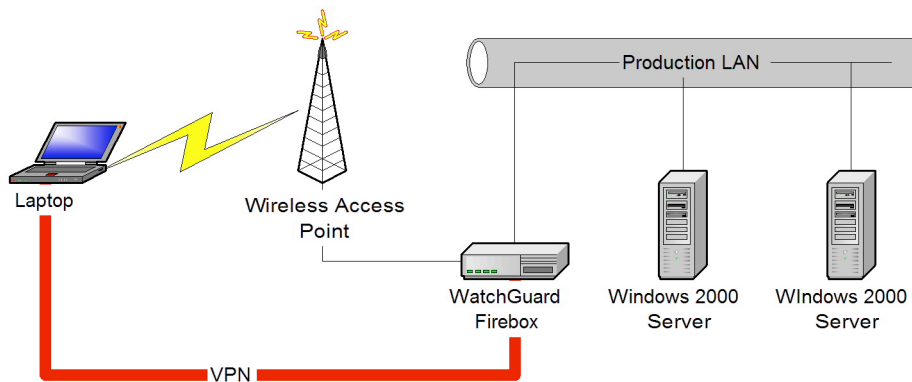 Production LAN
Laptop
Wireless Access
Point
WatchGuard
Firebox
Windows 2000
Server
WIndows 2000
Server
VPN